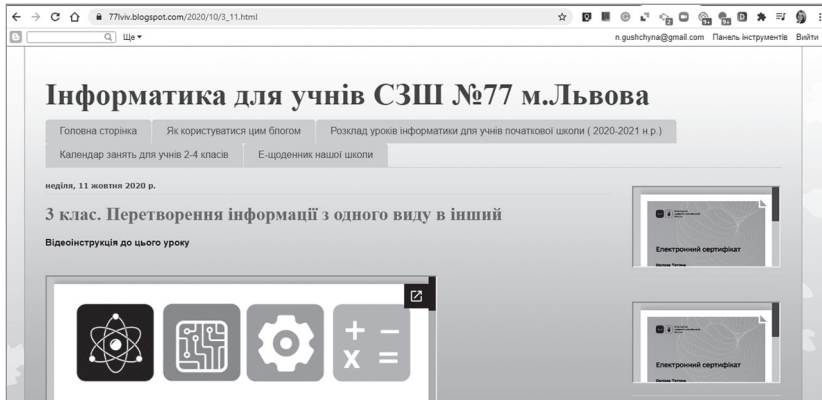 77lviv.blogspot.com/2020/10/3_11.html
Ще
n.gushchyna@gmail.com Панель інструментів Вийти
Інформатика для учнів СЗШ №77 м.Львова
Головна сторінка Як користуватися цим блогом Розклад уроків інформатики для учнів початкової школи ( 2020-2021 н.р.)
Календар занять для учнів 2-4 класів Е-щоденник нашої школи
неділя, 11 жовтня 2020 р.
3 клас. Перетворення інформації з одного виду в інший
Відеоінструкція до цього уроку
+ −
x =
Електронний сертифікат
Електронний сертифікат